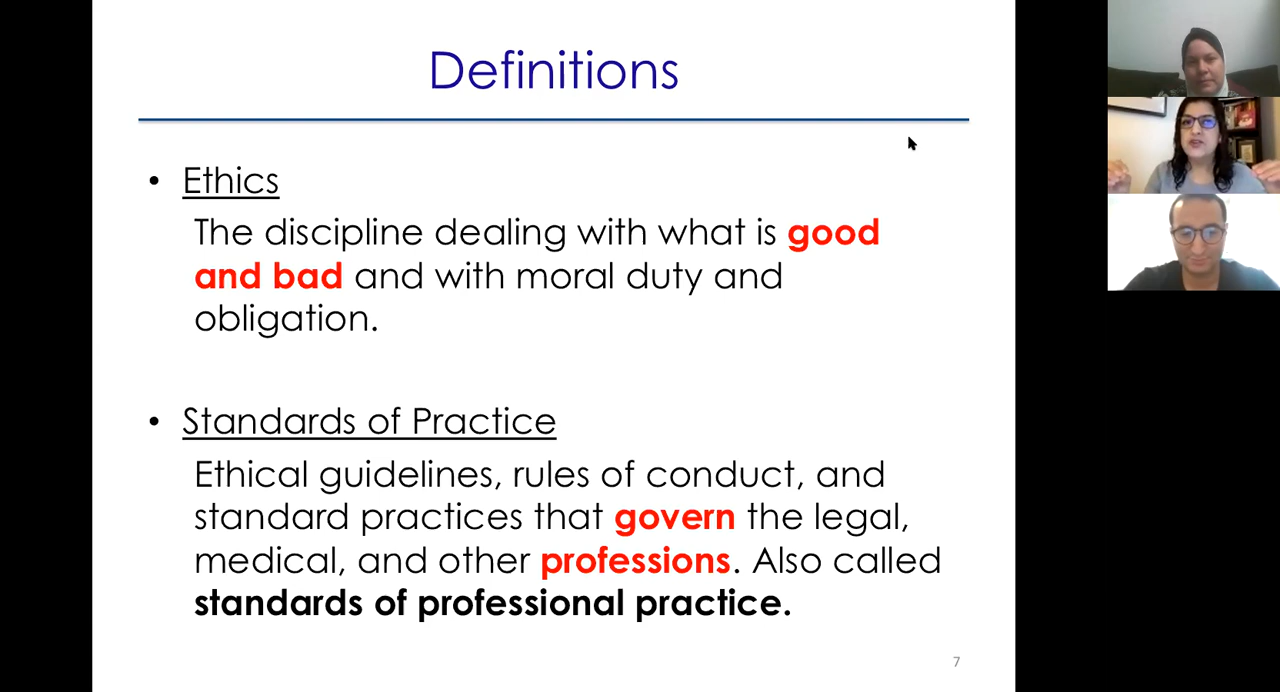 Definitions
• Ethics
The discipline dealing with what is good
and bad and with moral duty and
obligation.
• Standards of Practice
Ethical guidelines, rules of conduct, and
standard practices that govern the legal,
medical, and other professions. Also called
standards of professional practice.
7